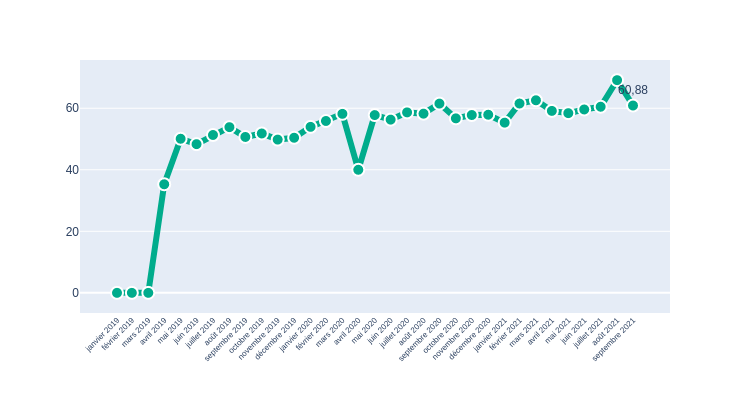 60,88
60
40
20
0
janvier 2019
février 2019
mars 2019
avril 2019
mai 2019
juin 2019
juillet 2019
août 2019
septembre 2019
octobre 2019
novembre 2019
décembre 2019
janvier 2020
février 2020
mars 2020
avril 2020
mai 2020
juin 2020
juillet 2020
août 2020
septembre 2020
octobre 2020
novembre 2020
décembre 2020
janvier 2021
février 2021
mars 2021
avril 2021
mai 2021
juin 2021
juillet 2021
août 2021
septembre 2021